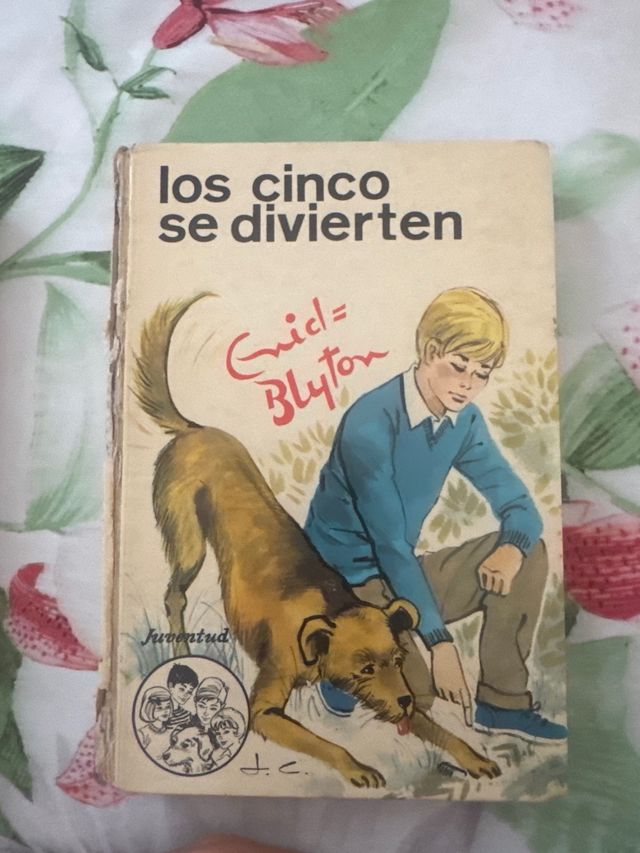 los cinco
se divierten
Enid
Blyton
Juventud
J. C.